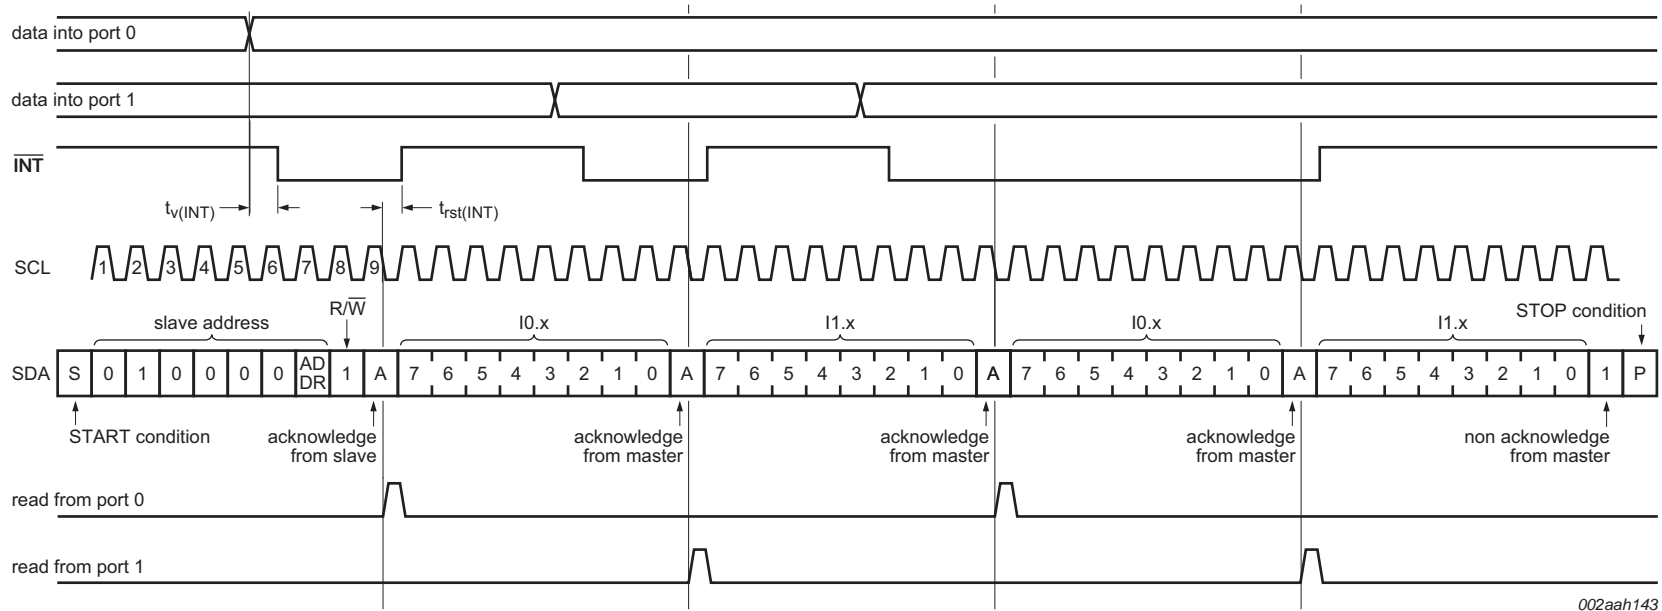 data into port 0
data into port 1
INT
tv(INT)
trst(INT)
SCL 1 2 3 4 5 6 7 8 9
R/W
STOP condition
slave address I0.x I1.x I0.x I1.x
SDA S 0 1 0 0 0 0 AD DR 1 A 7 6 5 4 3 2 1 0 A 7 6 5 4 3 2 1 0 A 7 6 5 4 3 2 1 0 A 7 6 5 4 3 2 1 0 1 P
START condition
acknowledge
from slave
acknowledge
from master
acknowledge
from master
acknowledge
from master
non acknowledge
from master
read from port 0
read from port 1
002aah143